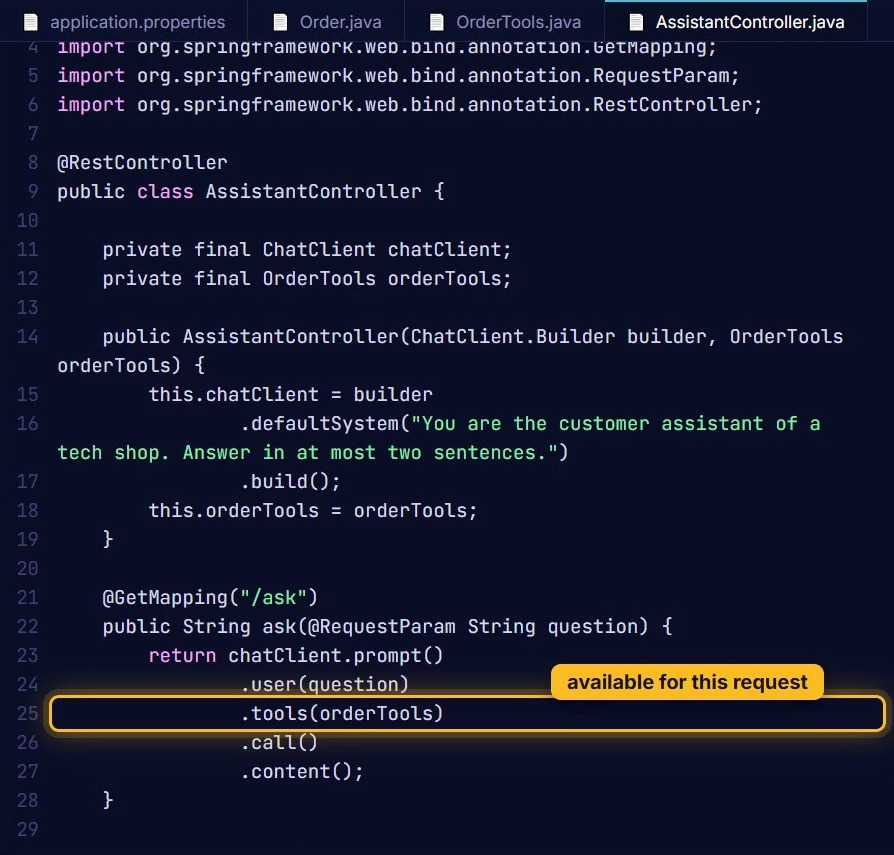 application.properties Order.java OrderTools.java AssistantController.java
4 import org.springframework.web.bind.annotation.GetMapping;
5 import org.springframework.web.bind.annotation.RequestParam;
6 import org.springframework.web.bind.annotation.RestController;
7
8 @RestController
9 public class AssistantController {
10
11     private final ChatClient chatClient;
12     private final OrderTools orderTools;
13
14     public AssistantController(ChatClient.Builder builder, OrderTools
orderTools) {
15         this.chatClient = builder
16                 .defaultSystem("You are the customer assistant of a
tech shop. Answer in at most two sentences.")
17                 .build();
18         this.orderTools = orderTools;
19     }
20
21     @GetMapping("/ask")
22     public String ask(@RequestParam String question) {
23         return chatClient.prompt()
24                 .user(question)
available for this request
25                 .tools(orderTools)
26                 .call()
27                 .content();
28     }
29